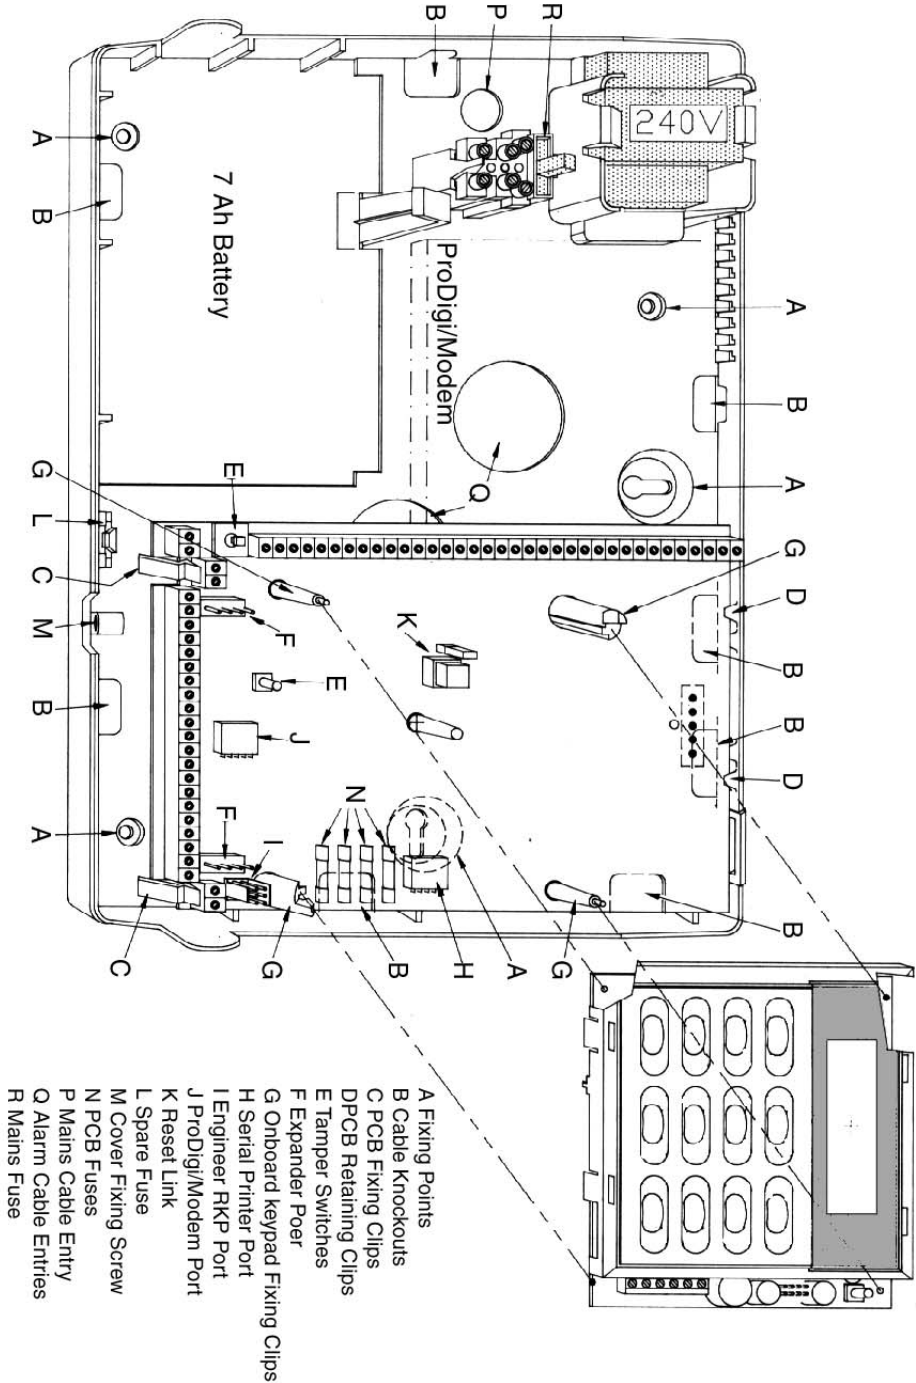 A B A G D B B D B
240V
R
G
P
A
Q
H
ProDigi/Modem
B
K
B
N
E
J
F
G
I
E
F
7 Ah Battery
C
A B G L C M B A
A Fixing Points
B Cable Knockouts
C PCB Fixing Clips
DPCB Retaining Clips
E Tamper Switches
F Expander Poer
G Onboard keypad Fixing Clips
H Serial Printer Port
I Engineer RKP Port
J ProDigi/Modem Port
K Reset Link
L Spare Fuse
M Cover Fixing Screw
N PCB Fuses
P Mains Cable Entry
Q Alarm Cable Entries
R Mains Fuse